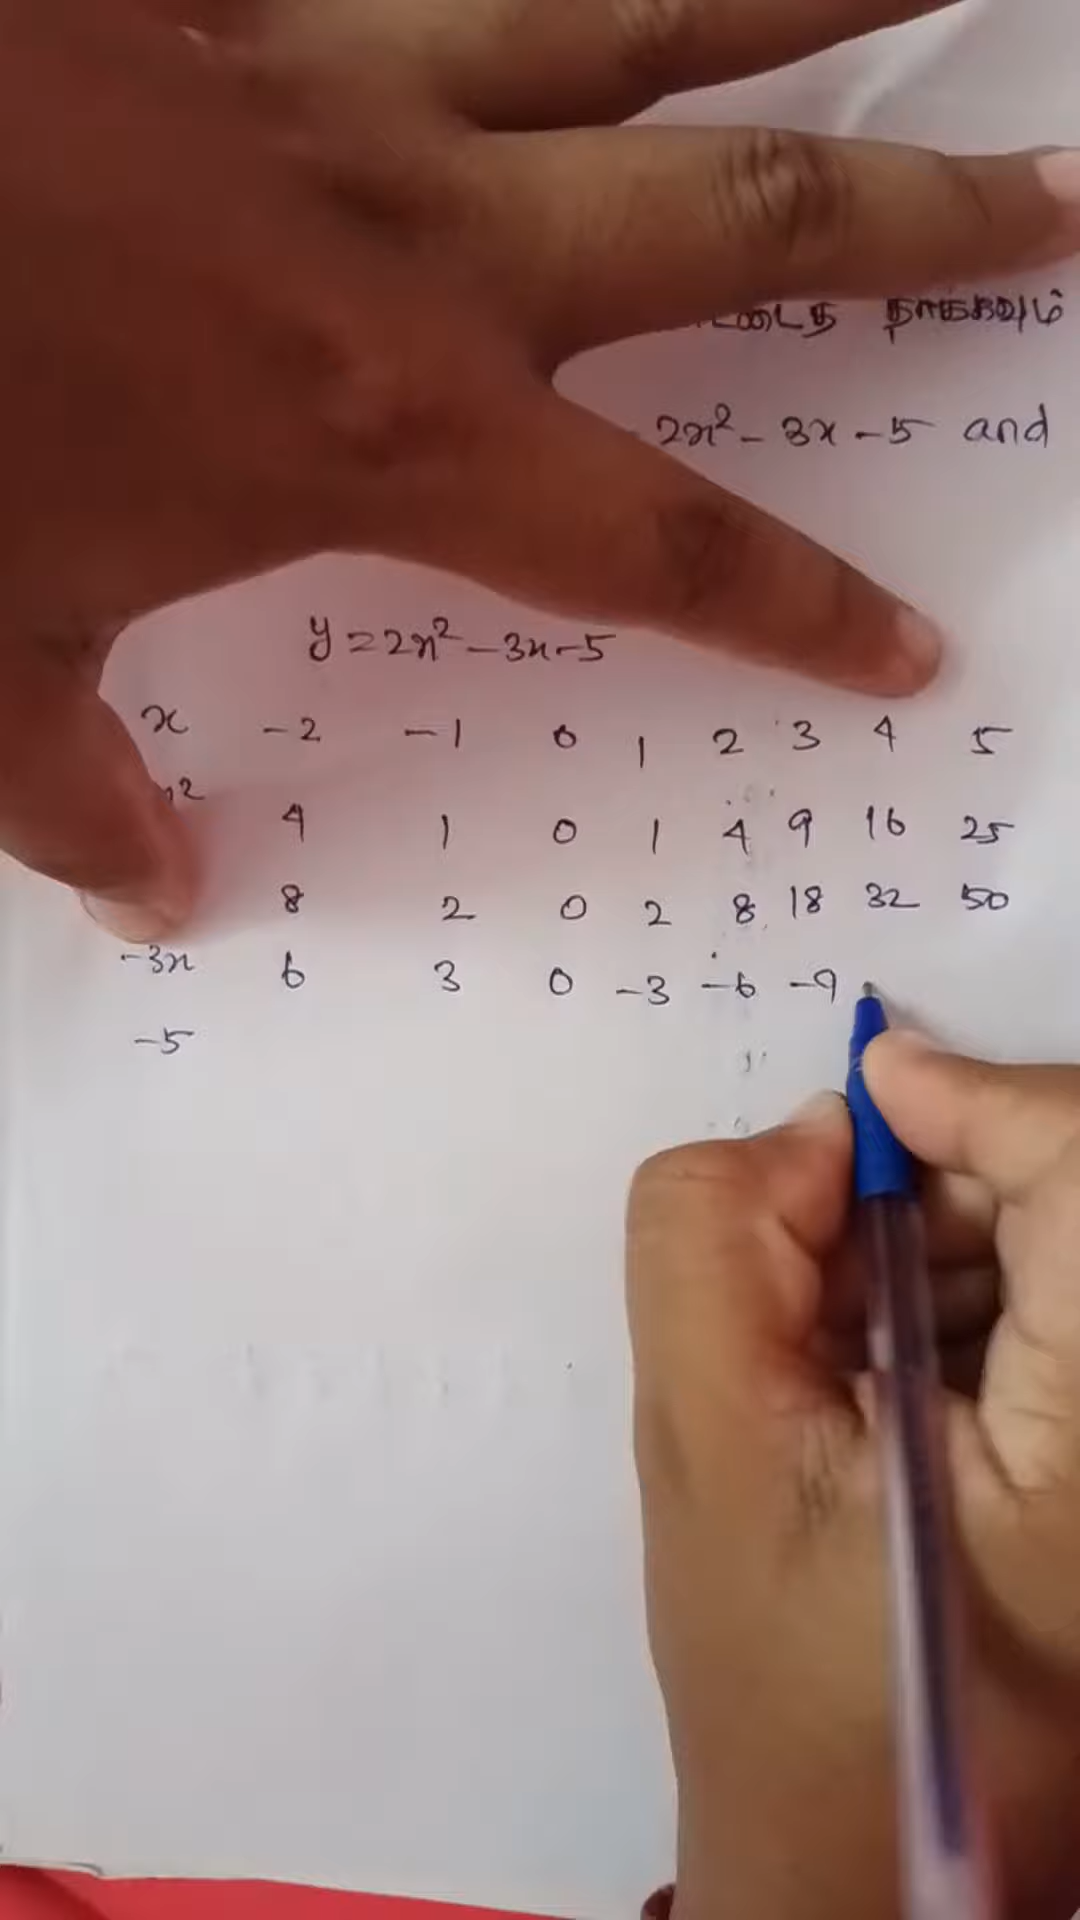 தாக்கவும்
2x² - 3x - 5 and
y = 2x² - 3x - 5
x -2 -1 0 1 2 3 4 5
4 1 0 1 4 9 16 25
8 2 0 2 8 18 32 50
-3x 6 3 0 -3 -6 -9
-5